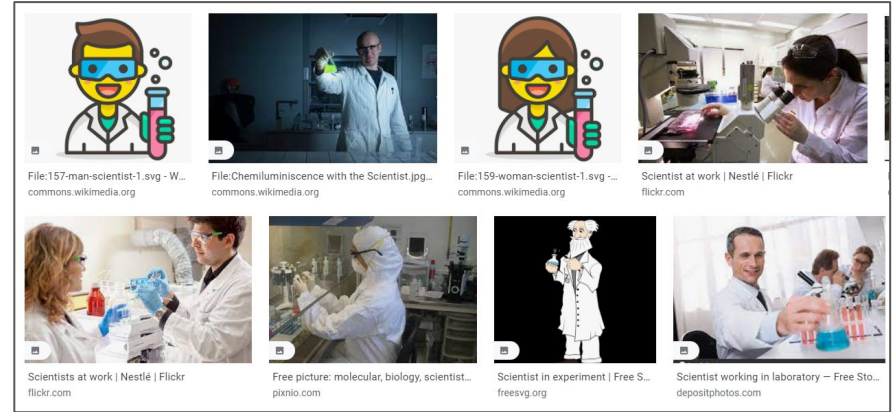 File:157-man-scientist-1.svg - W...
commons.wikimedia.org
File:Chemiluminiscence with the Scientist.jpg...
commons.wikimedia.org
File:159-woman-scientist-1.svg -...
commons.wikimedia.org
Scientist at work | Nestlé | Flickr
flickr.com
Scientists at work | Nestlé | Flickr
flickr.com
Free picture: molecular, biology, scientist...
pixnio.com
Scientist in experiment | Free S...
freesvg.org
Scientist working in laboratory — Free Sto...
depositphotos.com